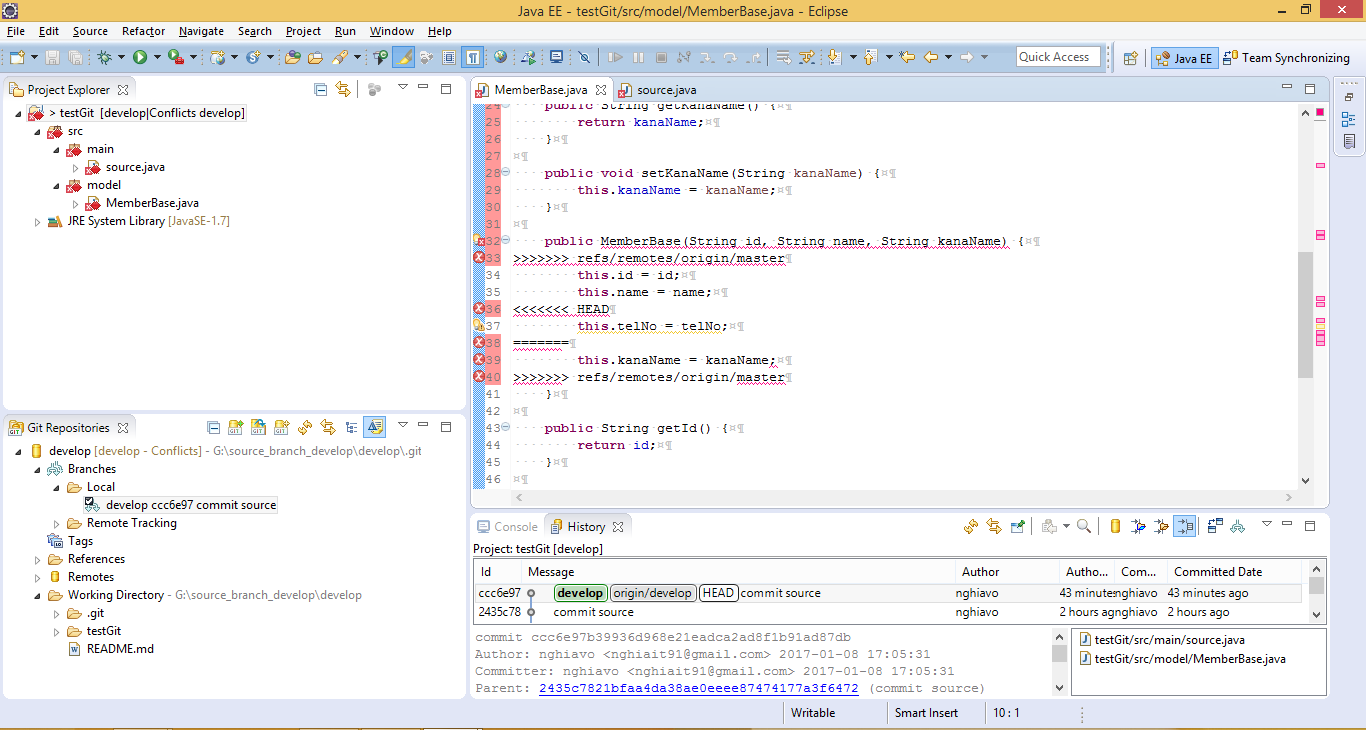 Java EE - testGit/src/model/MemberBase.java - Eclipse
File Edit Source Refactor Navigate Search Project Run Window Help
Quick Access
Java EE
Team Synchronizing
Project Explorer
> testGit [develop|Conflicts develop]
src
main
source.java
model
MemberBase.java
JRE System Library [JavaSE-1.7]
Git Repositories
develop [develop - Conflicts] - G:\source_branch_develop\develop\.git
Branches
Local
develop ccc6e97 commit source
Remote Tracking
Tags
References
Remotes
Working Directory - G:\source_branch_develop\develop
.git
testGit
README.md
MemberBase.java
source.java
24 public String getKanaName() {¤¶
25 return kanaName;¤¶
26 }¤¶
27 ¤¶
28 public void setKanaName(String kanaName) {¤¶
29 this.kanaName = kanaName;¤¶
30 }¤¶
31 ¤¶
32 public MemberBase(String id, String name, String kanaName) {¤¶
33 >>>>>>> refs/remotes/origin/master¶
34 this.id = id;¤¶
35 this.name = name;¤¶
36 <<<<<<< HEAD¶
37 this.telNo = telNo;¤¶
38 =======¶
39 this.kanaName = kanaName;¤¶
40 >>>>>>> refs/remotes/origin/master¶
41 }¤¶
42 ¤¶
43 public String getId() {¤¶
44 return id;¤¶
45 }¤¶
46 ¤¶
Console
History
Project: testGit [develop]
Id Message Author Autho... Com... Committed Date
ccc6e97 develop origin/develop HEAD commit source nghiavo 43 minutes nghiavo 43 minutes ago
2435c78 commit source nghiavo 2 hours ag nghiavo 2 hours ago
commit ccc6e97b39936d968e21eadca2ad8f1b91ad87db
Author: nghiavo <nghiait91@gmail.com> 2017-01-08 17:05:31
Committer: nghiavo <nghiait91@gmail.com> 2017-01-08 17:05:31
Parent: 2435c7821bfaa4da38ae0eeee87474177a3f6472 (commit source)
testGit/src/main/source.java
testGit/src/model/MemberBase.java
Writable
Smart Insert
10 : 1